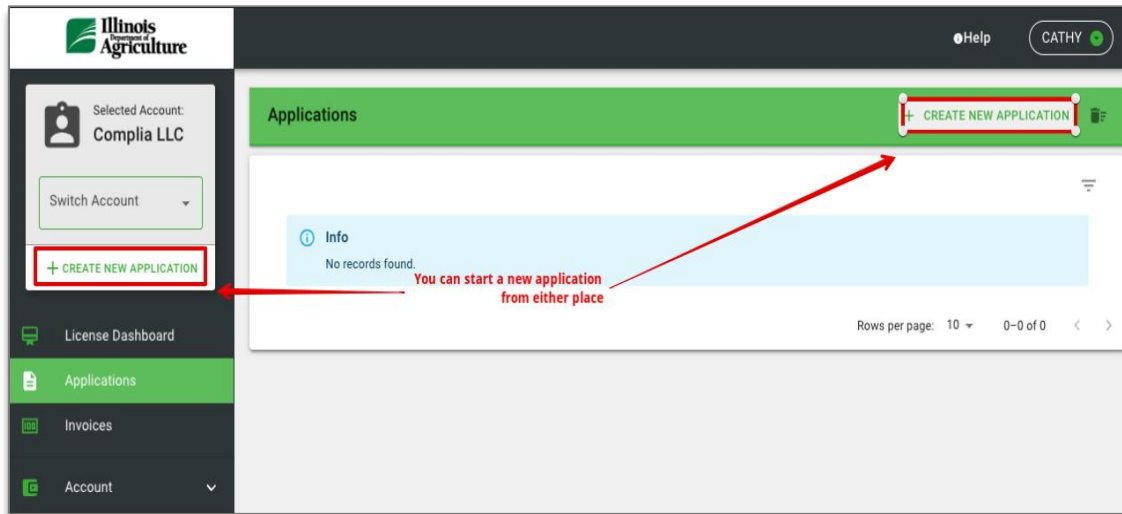 Illinois
Department of
Agriculture
Help
CATHY
Selected Account:
Complia LLC
Switch Account
+ CREATE NEW APPLICATION
License Dashboard
Applications
Invoices
Account
Applications
+ CREATE NEW APPLICATION
Info
No records found.
You can start a new application
from either place
Rows per page: 10 0-0 of 0